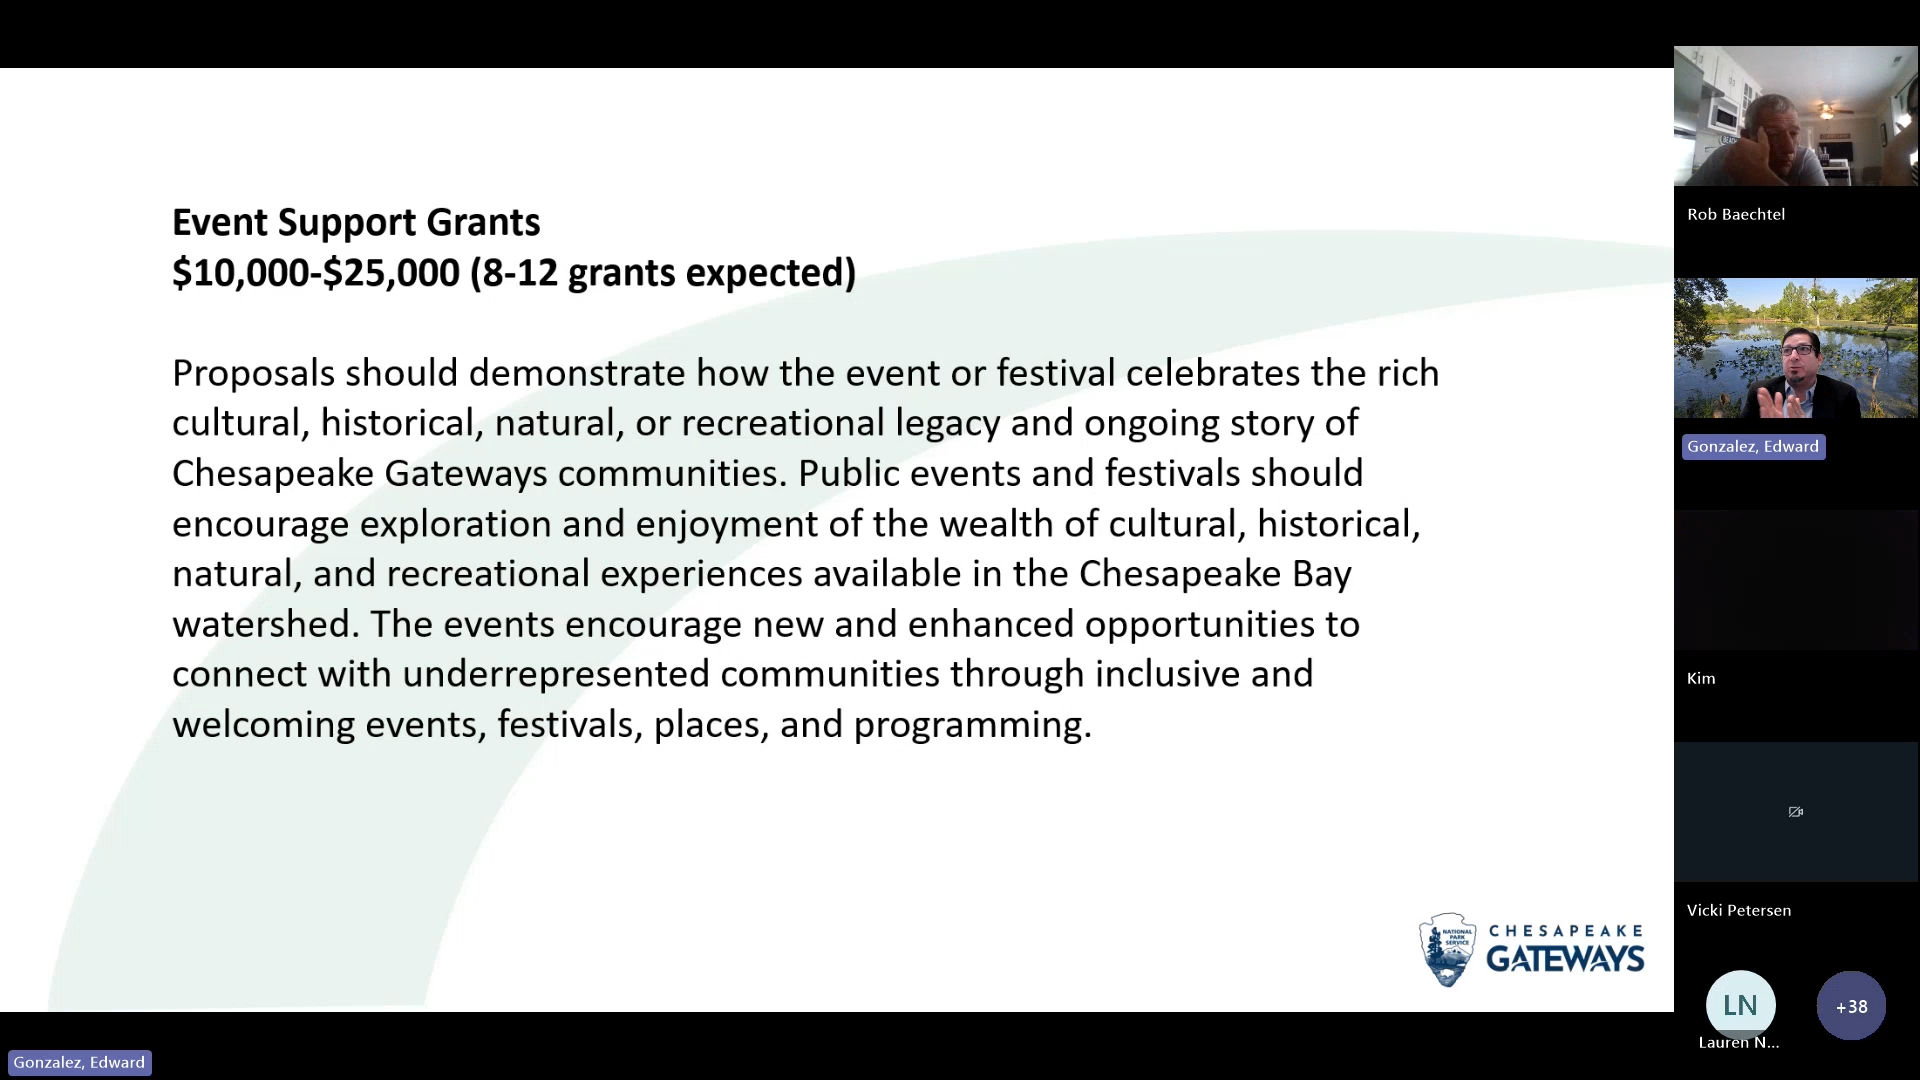 Event Support Grants
$10,000-$25,000 (8-12 grants expected)
Proposals should demonstrate how the event or festival celebrates the rich
cultural, historical, natural, or recreational legacy and ongoing story of
Chesapeake Gateways communities. Public events and festivals should
encourage exploration and enjoyment of the wealth of cultural, historical,
natural, and recreational experiences available in the Chesapeake Bay
watershed. The events encourage new and enhanced opportunities to
connect with underrepresented communities through inclusive and
welcoming events, festivals, places, and programming.
NATIONAL
PARK
SERVICE
CHESAPEAKE
GATEWAYS
Rob Baechtel
Gonzalez, Edward
Kim
Vicki Petersen
LN
+38
Lauren N...
Gonzalez, Edward